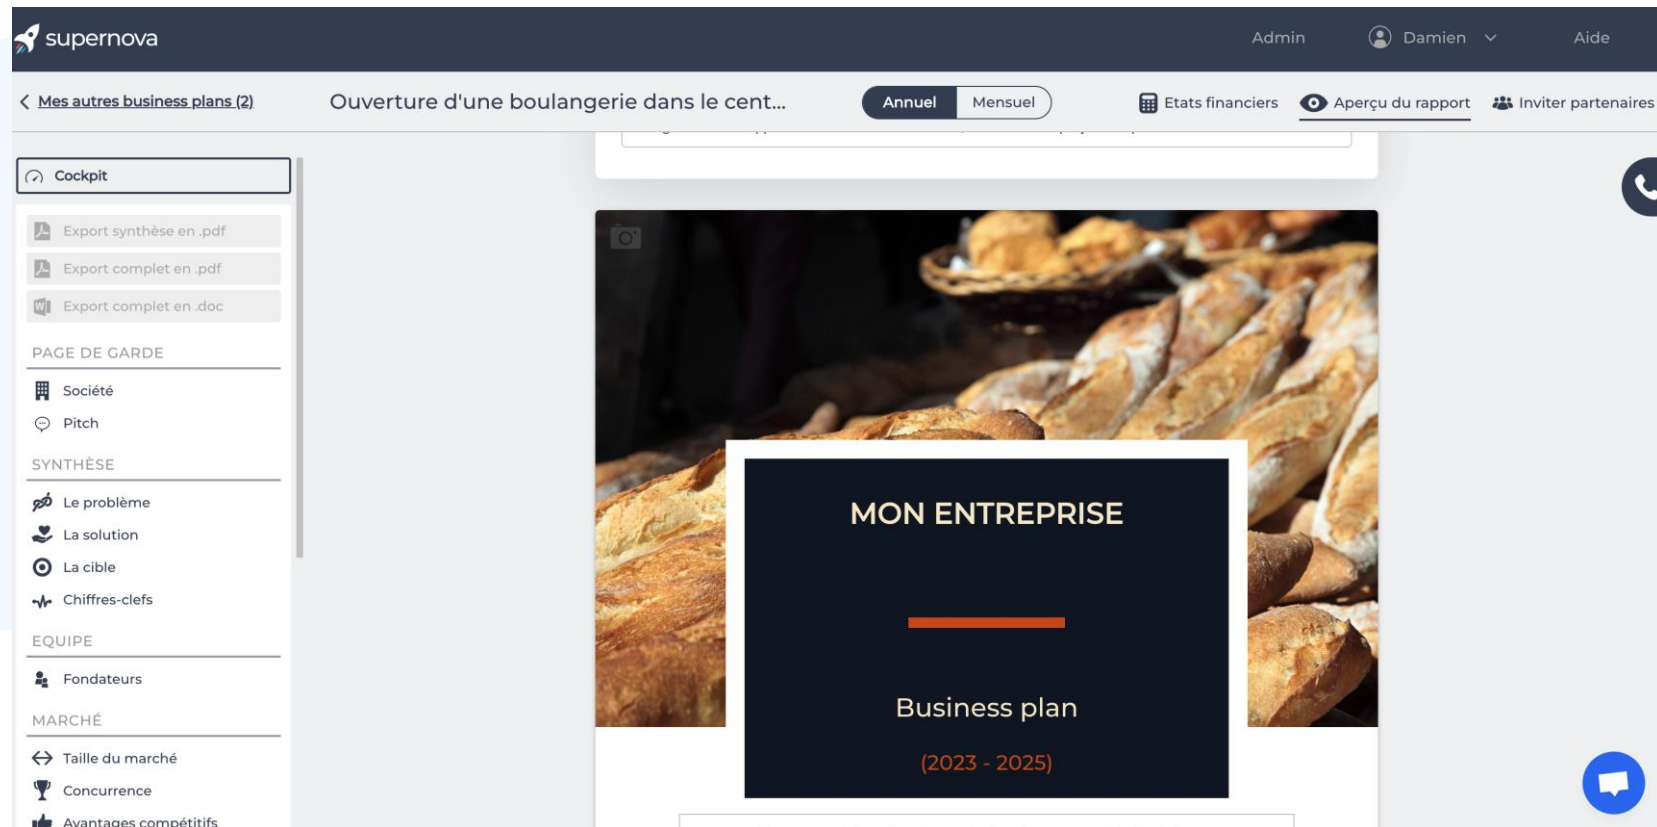 supernova
Admin
Damien
Aide
Mes autres business plans (2)
Ouverture d'une boulangerie dans le cent...
Annuel
Mensuel
Etats financiers
Aperçu du rapport
Inviter partenaires
Cockpit
Export synthèse en .pdf
Export complet en .pdf
Export complet en .doc
PAGE DE GARDE
Société
Pitch
SYNTHÈSE
Le problème
La solution
La cible
Chiffres-clefs
EQUIPE
Fondateurs
MARCHÉ
Taille du marché
Concurrence
Avantages compétitifs
MON ENTREPRISE
Business plan
(2023 - 2025)